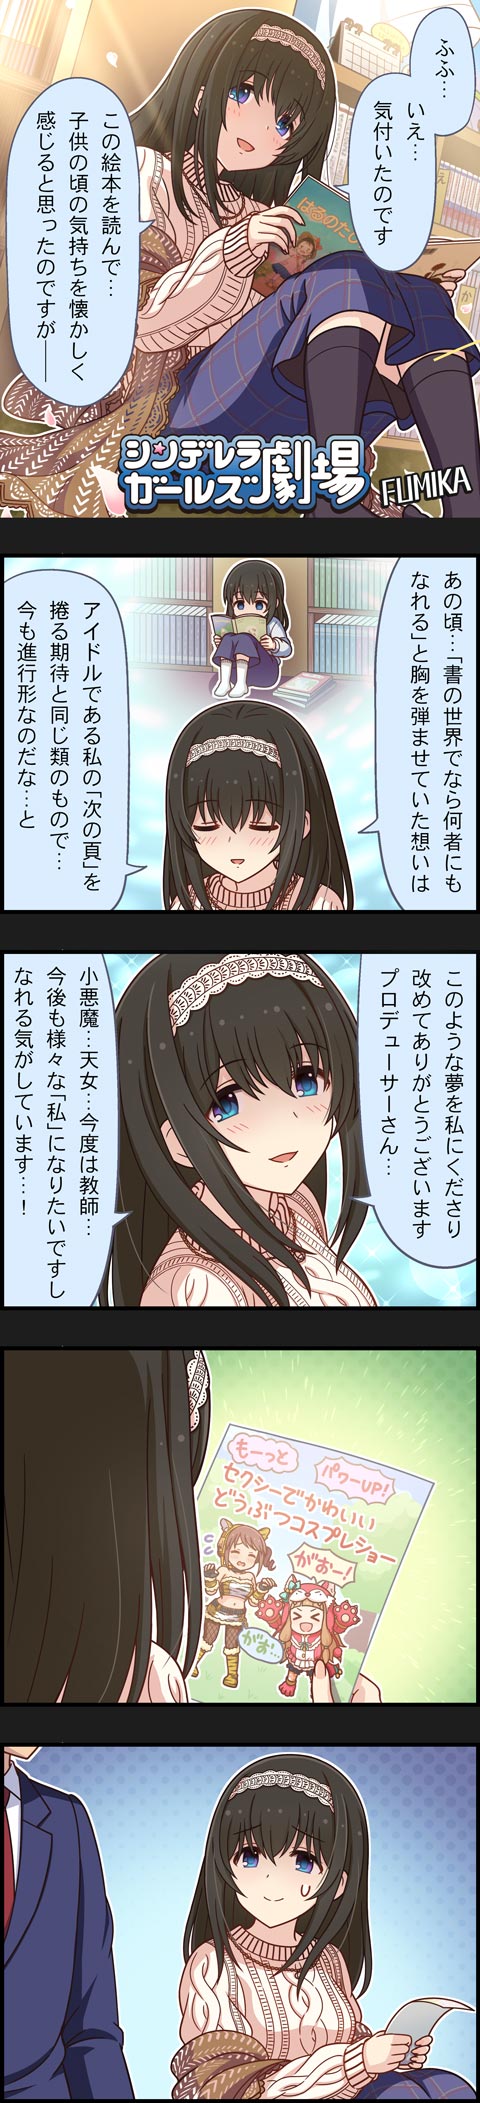 ふふ…
いえ…
気付いたのです
この絵本を読んで…
子供の頃の気持ちを懐かしく
感じると思ったのですが──
はるのたび
え
か
シンデレラ
ガールズ劇場
FUMIKA
あの頃…「書の世界でなら何者にも
なれる」と胸を弾ませていた想いは
アイドルである私の「次の頁」を
捲る期待と同じ類のもので…
今も進行形なのだな…と
このような夢を私にくださり
改めてありがとうございます
プロデューサーさん…
小悪魔…天女…今度は教師…
今後も様々な「私」になりたいですし
なれる気がしています…!
もーっと
パワーUP!
セクシーでかわいい
どうぶつコスプレショー
がおー!
がお…